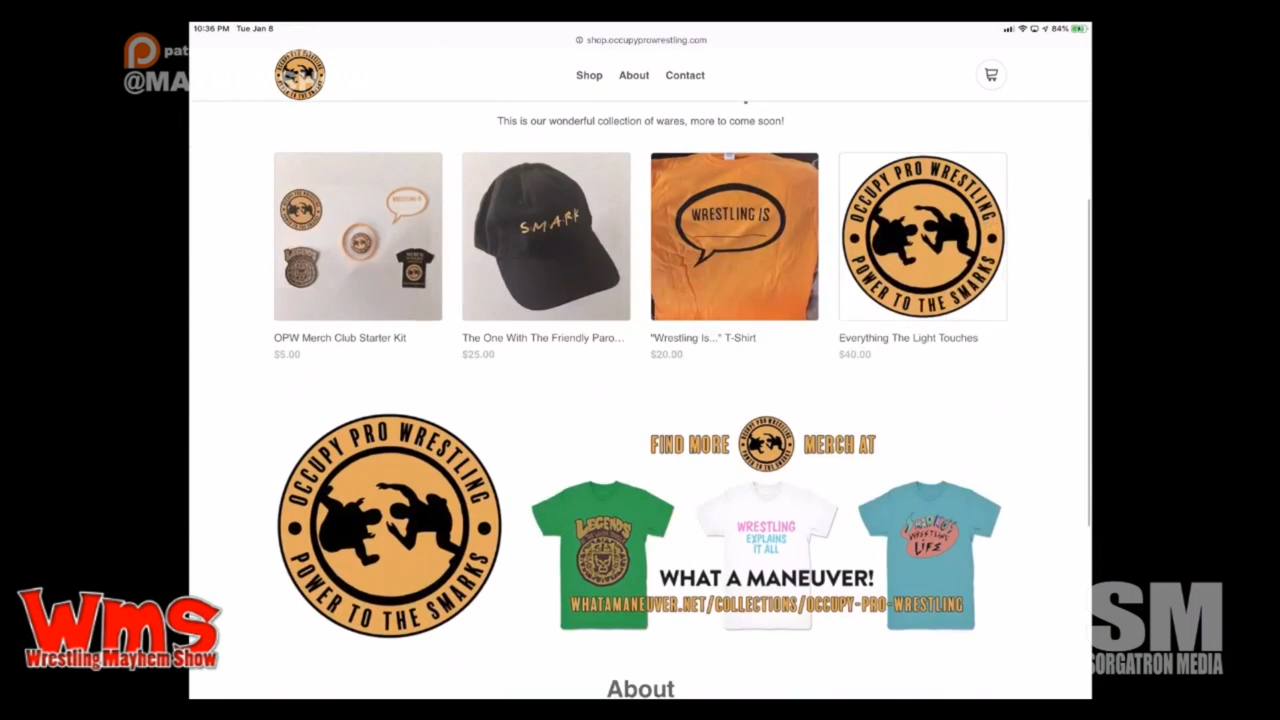 10:36 PM Tue Jan 8
84%
shop.occupyprowrestling.com
Shop About Contact
This is our wonderful collection of wares, more to come soon!
WRESTLING IS
LEGENDS
SMARK
WRESTLING IS
OCCUPY PRO WRESTLING
POWER TO THE SMARKS
OPW Merch Club Starter Kit
$5.00
The One With The Friendly Paro...
$25.00
"Wrestling Is..." T-Shirt
$20.00
Everything The Light Touches
$40.00
OCCUPY PRO WRESTLING
POWER TO THE SMARKS
FIND MORE
MERCH AT
LEGENDS
WRESTLING
EXPLAINS
IT ALL
WRESTLING
LIFE
WHAT A MANEUVER!
WHATAMANEUVER.NET/COLLECTIONS/OCCUPY-PRO-WRESTLING
About
Wms
Wrestling Mayhem Show
SM
SORGATRON MEDIA